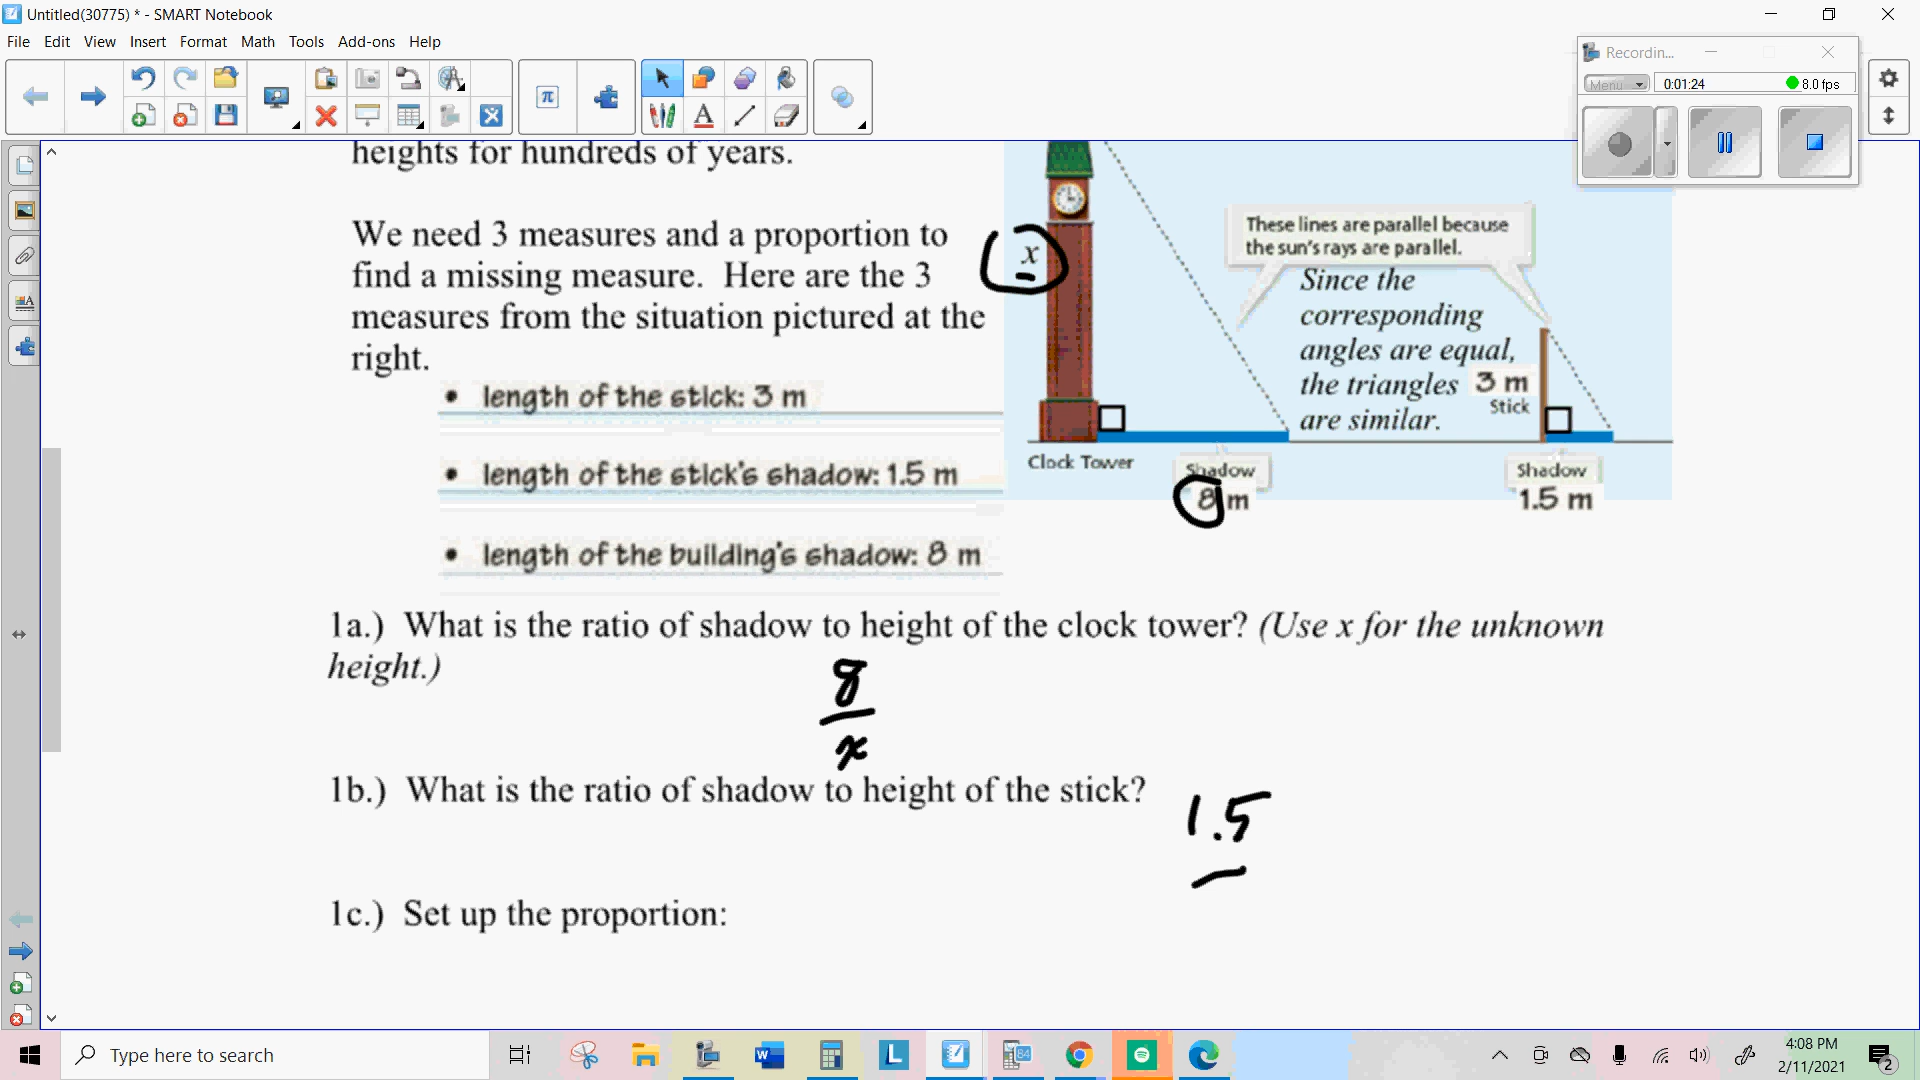 Untitled(30775) * - SMART Notebook
File Edit View Insert Format Math Tools Add-ons Help
Recordin...
Menu
0:01:24
8.0 fps
heights for hundreds of years.
We need 3 measures and a proportion to
find a missing measure. Here are the 3
measures from the situation pictured at the
right.
• length of the stick: 3 m
• length of the stick's shadow: 1.5 m
• length of the building's shadow: 8 m
x
These lines are parallel because
the sun's rays are parallel.
Since the
corresponding
angles are equal,
the triangles
are similar.
3 m
Stick
Clock Tower
Shadow
8 m
Shadow
1.5 m
1a.) What is the ratio of shadow to height of the clock tower? (Use x for the unknown
height.)
8
x
1b.) What is the ratio of shadow to height of the stick?
1.5
1c.) Set up the proportion:
Type here to search
4:08 PM
2/11/2021
2